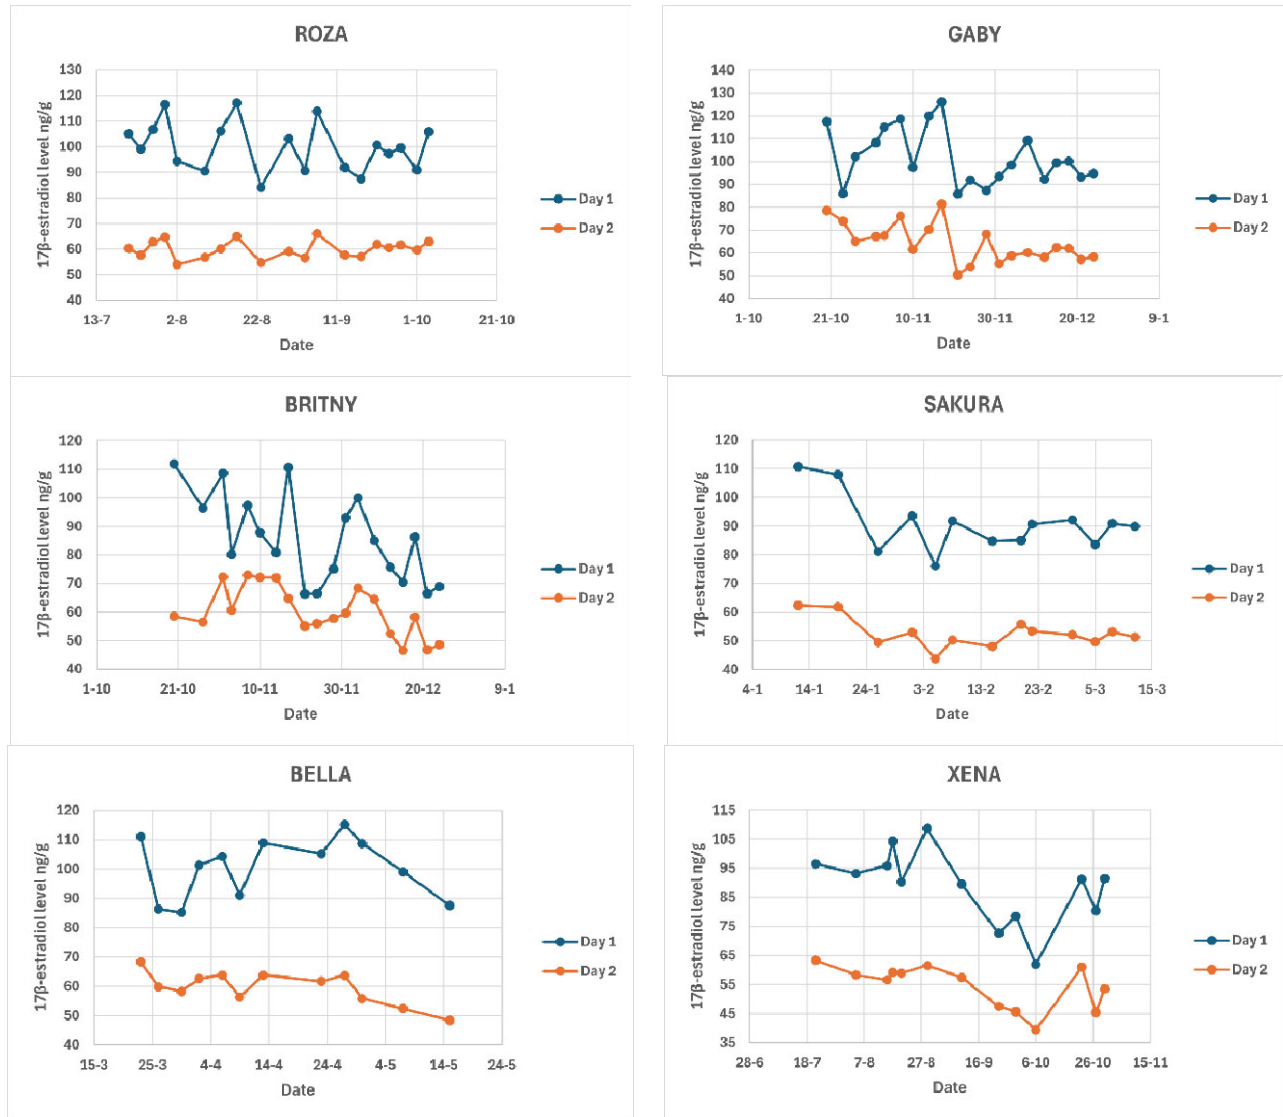 ROZA
130
120
110
100
90
80
70
60
50
40
13-7 2-8 22-8 11-9 1-10 21-10
17β-estradiol level ng/g
Date
Day 1
Day 2
GABY
140
130
120
110
100
90
80
70
60
50
40
1-10 21-10 10-11 30-11 20-12 9-1
17β-estradiol level ng/g
Date
Day 1
Day 2
BRITNY
120
110
100
90
80
70
60
50
40
1-10 21-10 10-11 30-11 20-12 9-1
17β-estradiol level ng/g
Date
Day 1
Day 2
SAKURA
120
110
100
90
80
70
60
50
40
4-1 14-1 24-1 3-2 13-2 23-2 5-3 15-3
17β-estradiol level ng/g
Date
Day 1
Day 2
BELLA
120
110
100
90
80
70
60
50
40
15-3 25-3 4-4 14-4 24-4 4-5 14-5 24-5
17β-estradiol level ng/g
Date
Day 1
Day 2
XENA
115
105
95
85
75
65
55
45
35
28-6 18-7 7-8 27-8 16-9 6-10 26-10 15-11
17β-estradiol level ng/g
Date
Day 1
Day 2